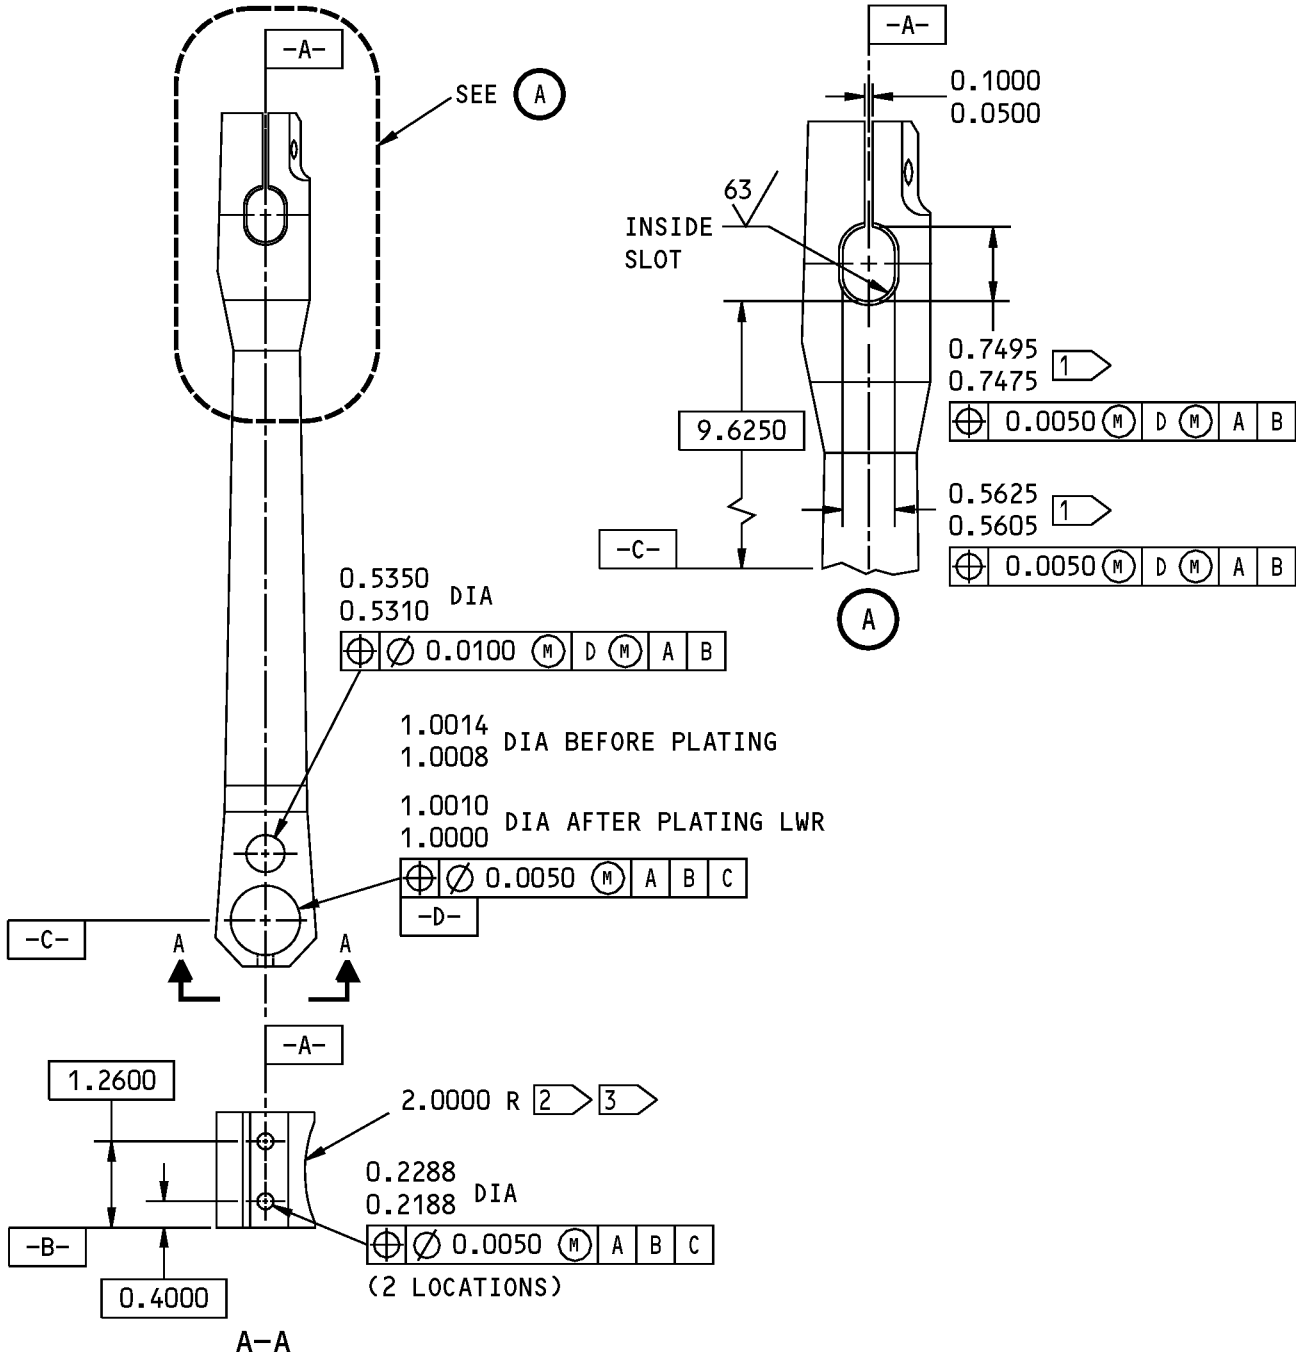 -A-
SEE A
-A-
0.1000
0.0500
63
INSIDE
SLOT
0.7495
0.7475 1
0.0050 Ⓜ D Ⓜ A B
9.6250
0.5625
0.5605 1
0.0050 Ⓜ D Ⓜ A B
-C-
A
0.5350
0.5310 DIA
⌖ ∅ 0.0100 Ⓜ D Ⓜ A B
1.0014
1.0008 DIA BEFORE PLATING
1.0010
1.0000 DIA AFTER PLATING LWR
⌖ ∅ 0.0050 Ⓜ A B C
-D-
-C-
A A
-A-
1.2600
2.0000 R 2 3
0.2288
0.2188 DIA
⌖ ∅ 0.0050 Ⓜ A B C
(2 LOCATIONS)
-B-
0.4000
A-A